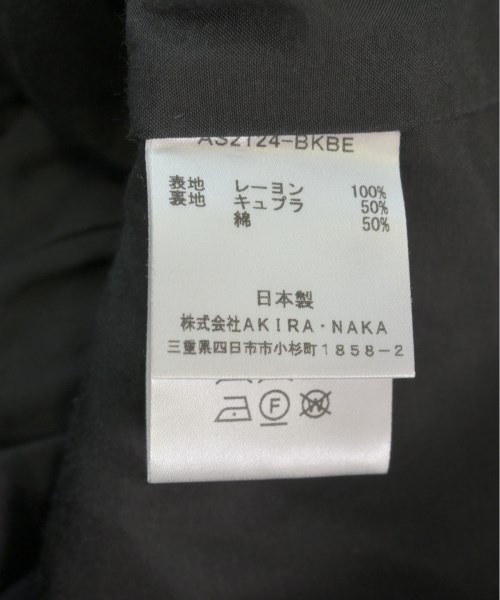 AS2124-BKBE
表地 レーヨン 100%
裏地 キュプラ 50%
綿 50%
日本製
株式会社AKIRA・NAKA
三重県四日市市小杉町1858-2
F W